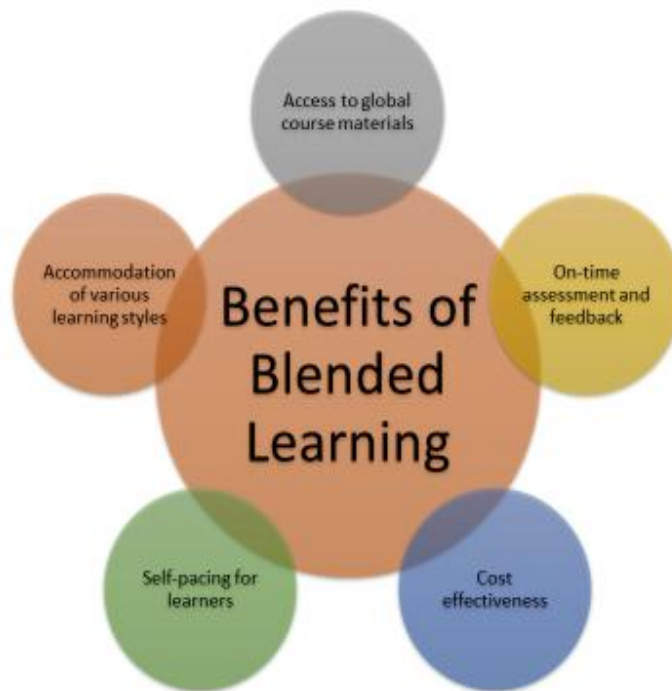 Access to global
course materials
Accommodation
of various
learning styles
On-time
assessment and
feedback
Benefits of
Blended
Learning
Self-pacing for
learners
Cost
effectiveness